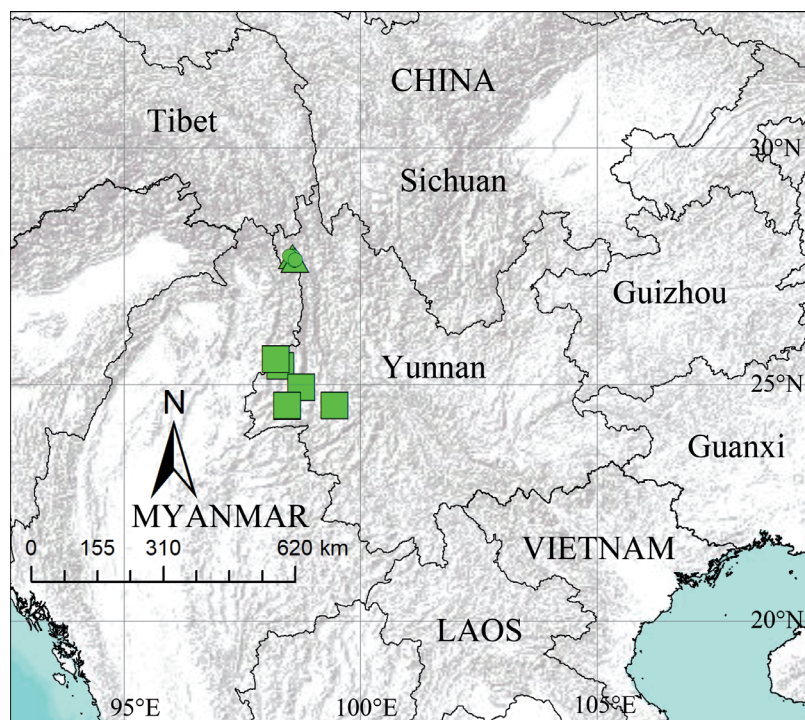 CHINA
Tibet
30°N
Sichuan
Guizhou
Yunnan
25°N
N
Guanxi
MYANMAR
0 155 310 620 km
VIETNAM
20°N
LAOS
95°E 100°E 105°E